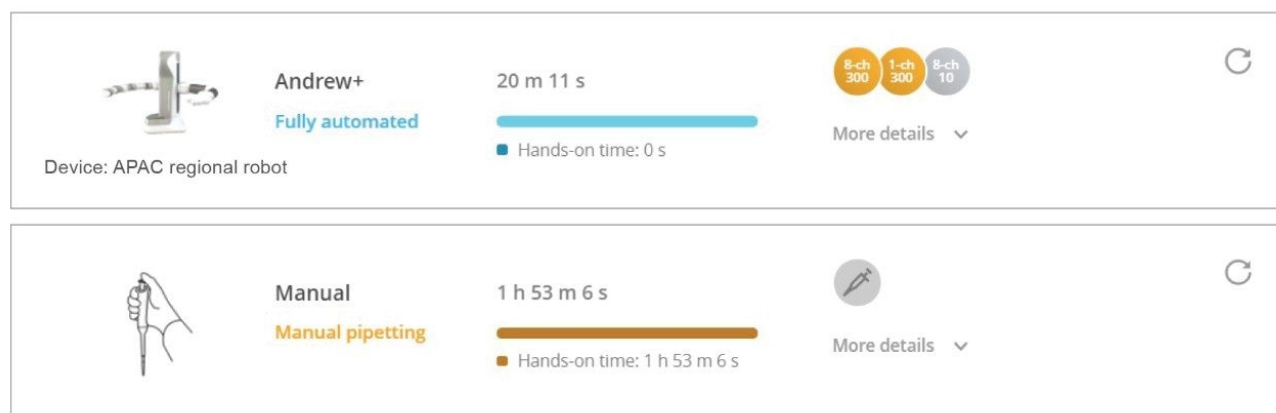 Andrew+
Fully automated
Device: APAC regional robot
20 m 11 s
Hands-on time: 0 s
8-ch
300
1-ch
300
8-ch
10
More details
Manual
Manual pipetting
1 h 53 m 6 s
Hands-on time: 1 h 53 m 6 s
More details